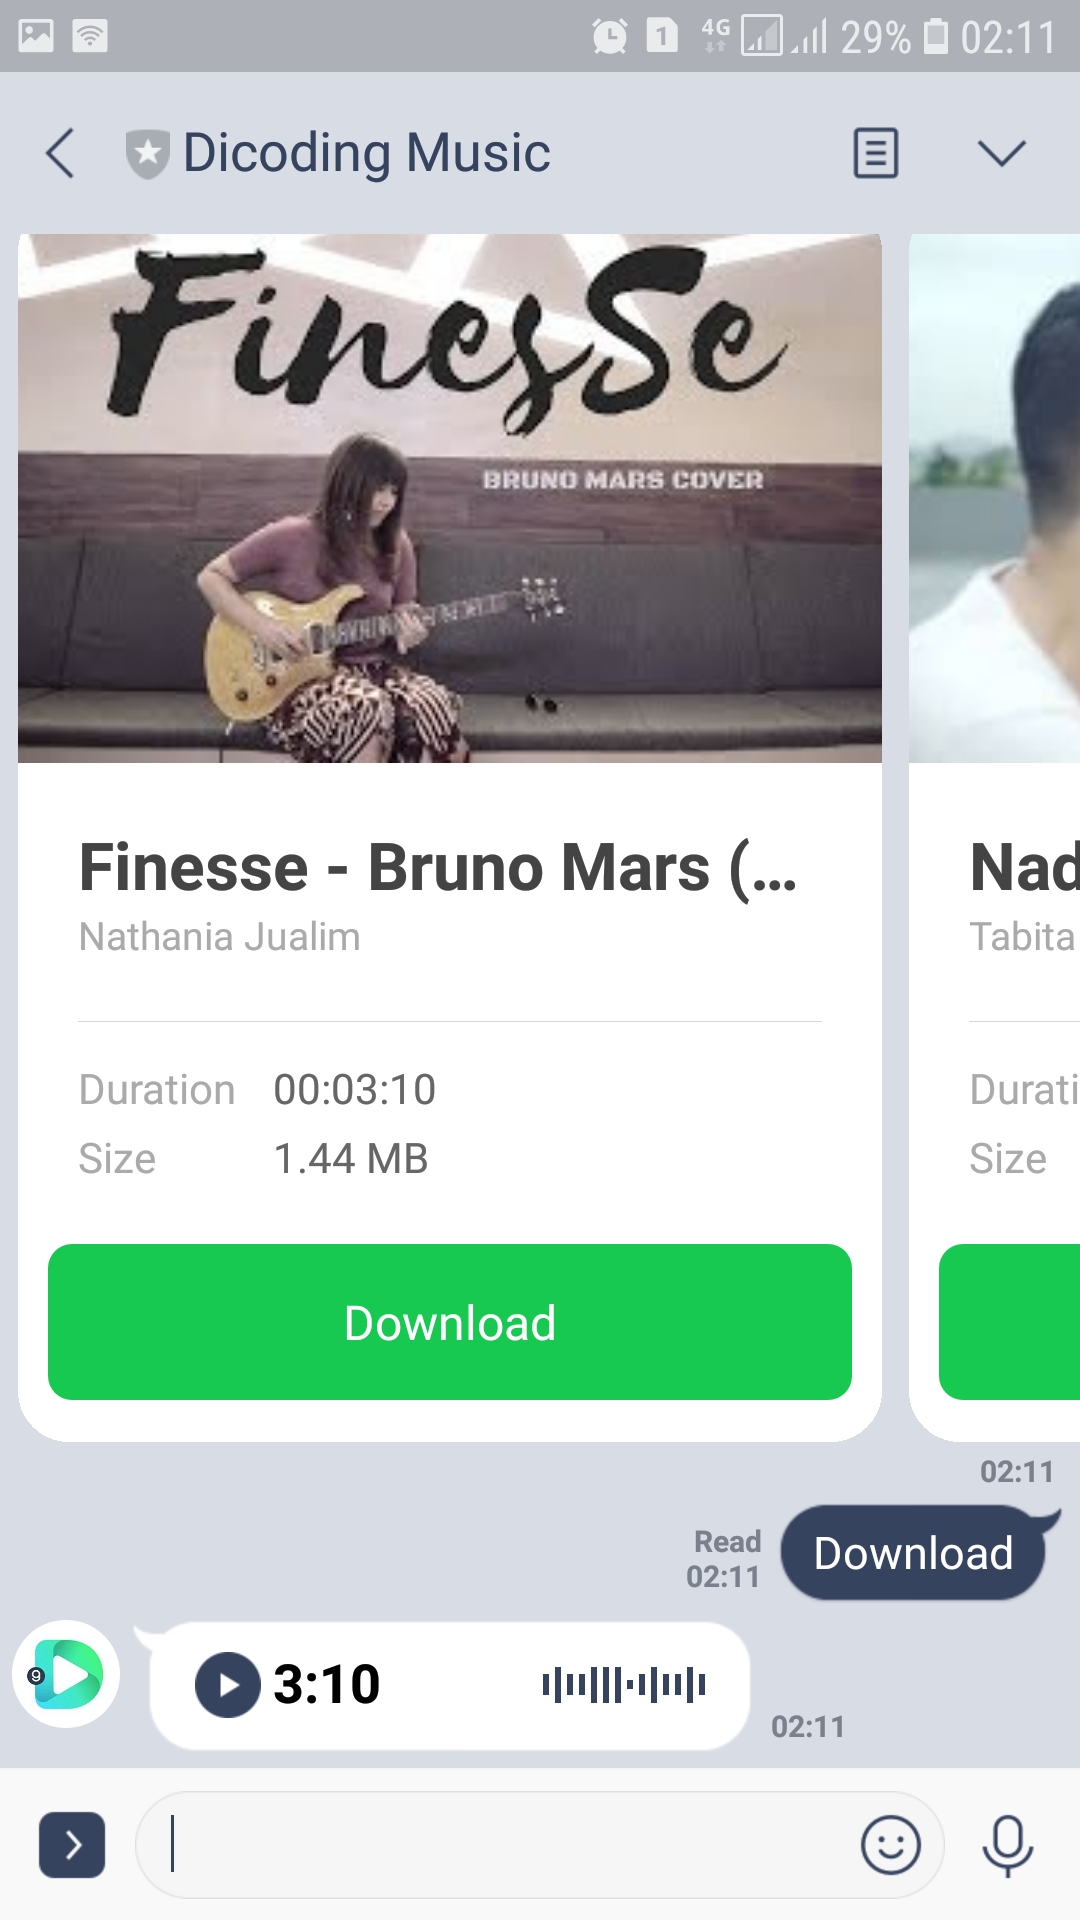 1 4G 29% 02:11
Dicoding Music
FinesSe
BRUNO MARS COVER
Finesse - Bruno Mars (...
Nathania Jualim
Duration 00:03:10
Size 1.44 MB
Download
Nad
Tabita
Durati
Size
02:11
Read
02:11
Download
9
3:10
02:11